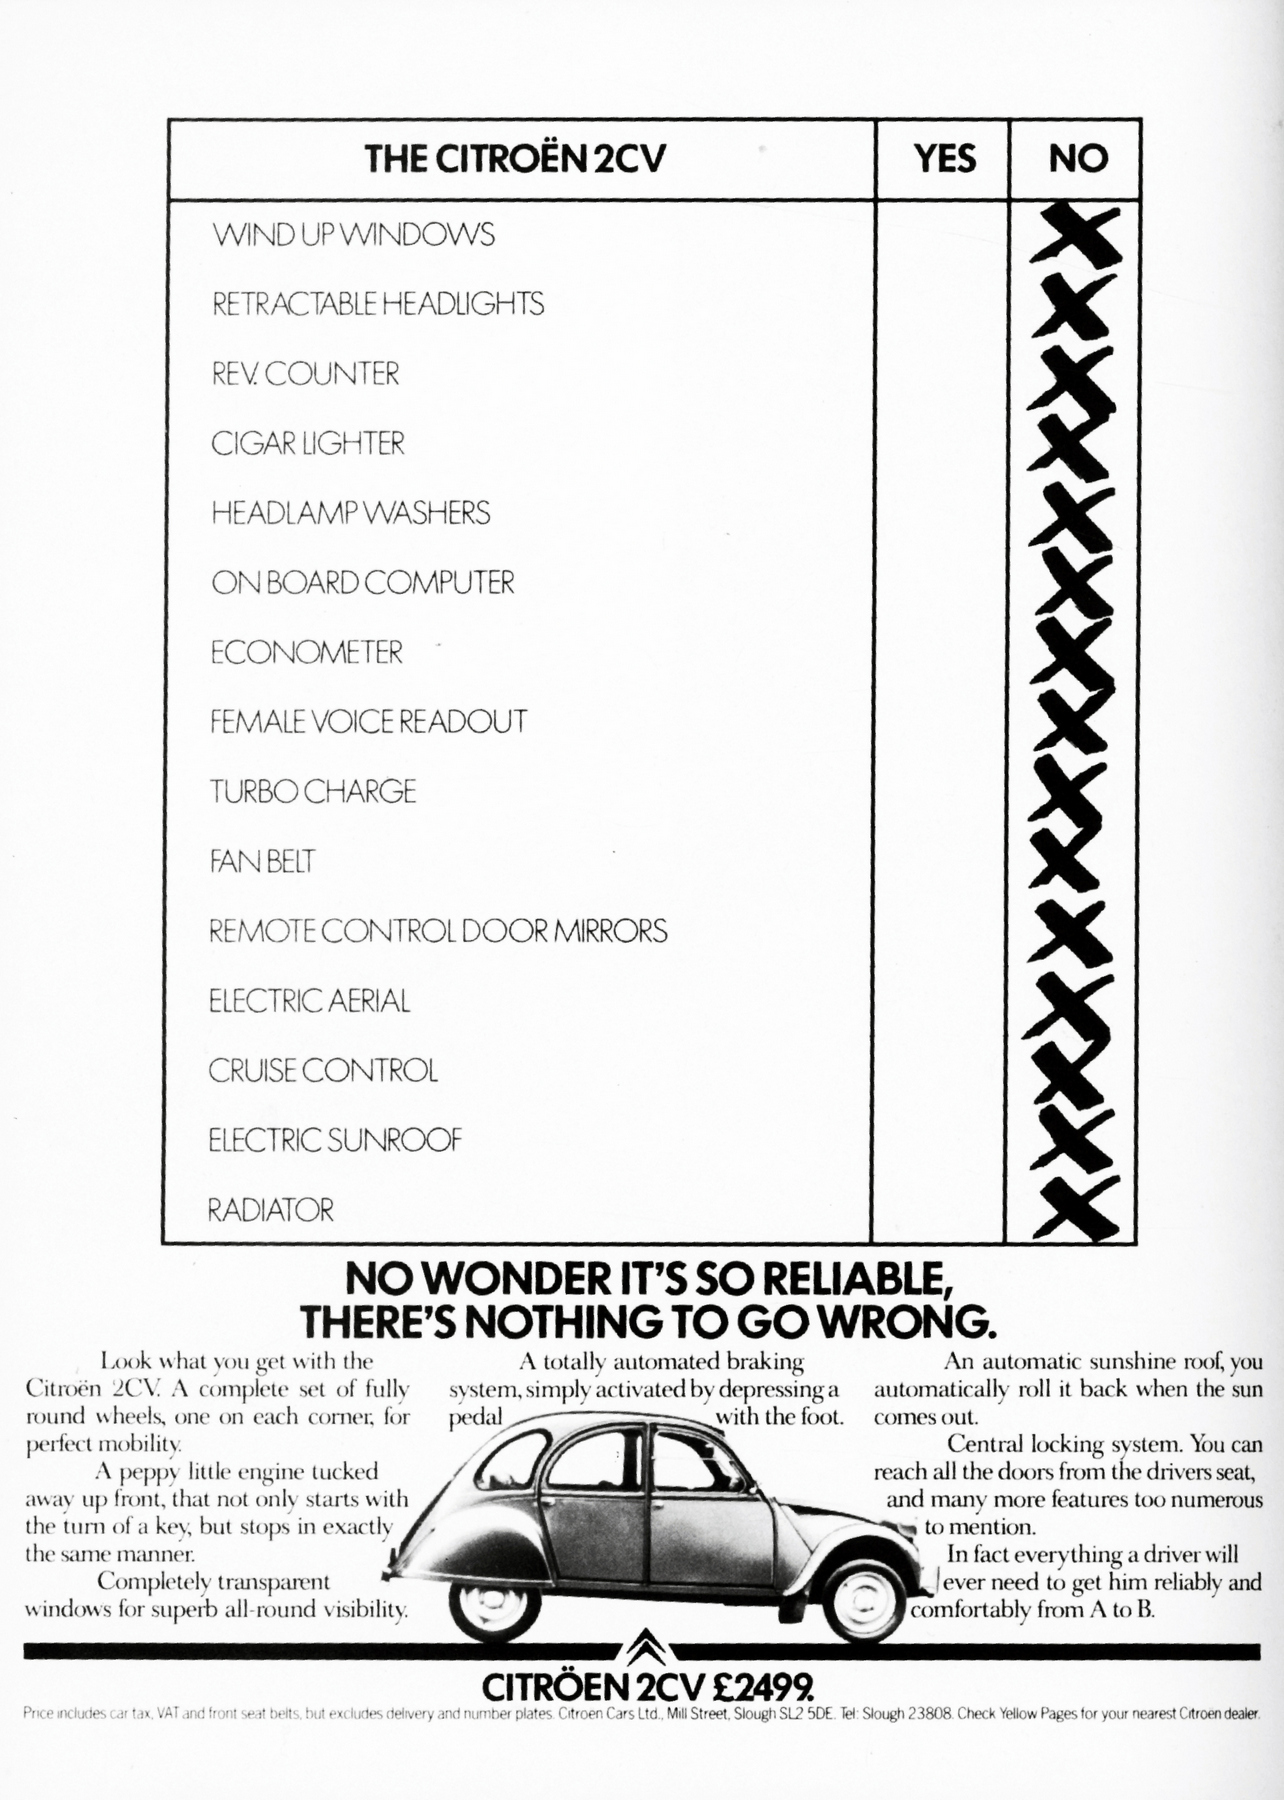 THE CITROËN 2CV YES NO
WIND UP WINDOWS
RETRACTABLE HEADLIGHTS
REV. COUNTER
CIGAR LIGHTER
HEADLAMP WASHERS
ON BOARD COMPUTER
ECONOMETER
FEMALE VOICE READOUT
TURBO CHARGE
FAN BELT
REMOTE CONTROL DOOR MIRRORS
ELECTRIC AERIAL
CRUISE CONTROL
ELECTRIC SUNROOF
RADIATOR
NO WONDER IT'S SO RELIABLE,
THERE'S NOTHING TO GO WRONG.
Look what you get with the
Citroën 2CV. A complete set of fully
round wheels, one on each corner, for
perfect mobility.
A peppy little engine tucked
away up front, that not only starts with
the turn of a key, but stops in exactly
the same manner.
Completely transparent
windows for superb all-round visibility.
A totally automated braking
system, simply activated by depressing a
pedal with the foot.
An automatic sunshine roof, you
automatically roll it back when the sun
comes out.
Central locking system. You can
reach all the doors from the drivers seat,
and many more features too numerous
to mention.
In fact everything a driver will
ever need to get him reliably and
comfortably from A to B.
CITRÖEN 2CV £2499.
Price includes car tax, VAT and front seat belts, but excludes delivery and number plates. Citroen Cars Ltd., Mill Street, Slough SL2 5DE. Tel: Slough 23808. Check Yellow Pages for your nearest Citroen dealer.